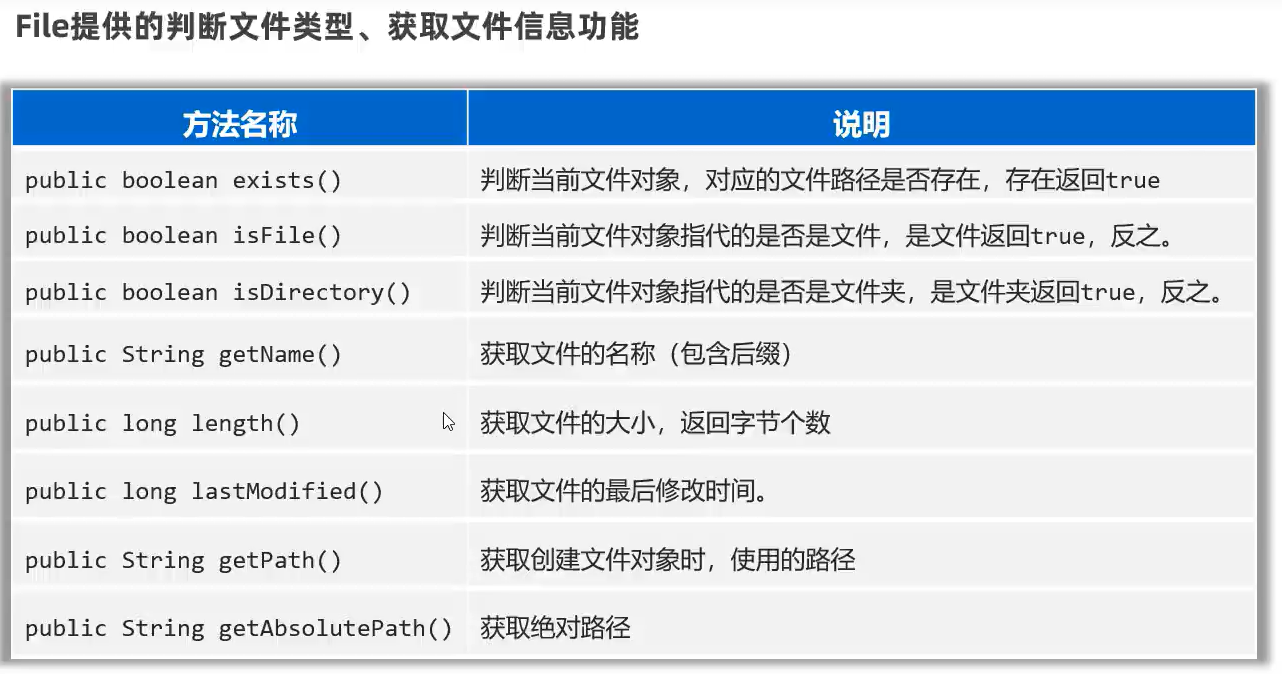 File提供的判断文件类型、获取文件信息功能
方法名称 说明
public boolean exists() 判断当前文件对象，对应的文件路径是否存在，存在返回true
public boolean isFile() 判断当前文件对象指代的是否是文件，是文件返回true，反之。
public boolean isDirectory() 判断当前文件对象指代的是否是文件夹，是文件夹返回true，反之。
public String getName() 获取文件的名称（包含后缀）
public long length() 获取文件的大小，返回字节个数
public long lastModified() 获取文件的最后修改时间。
public String getPath() 获取创建文件对象时，使用的路径
public String getAbsolutePath() 获取绝对路径